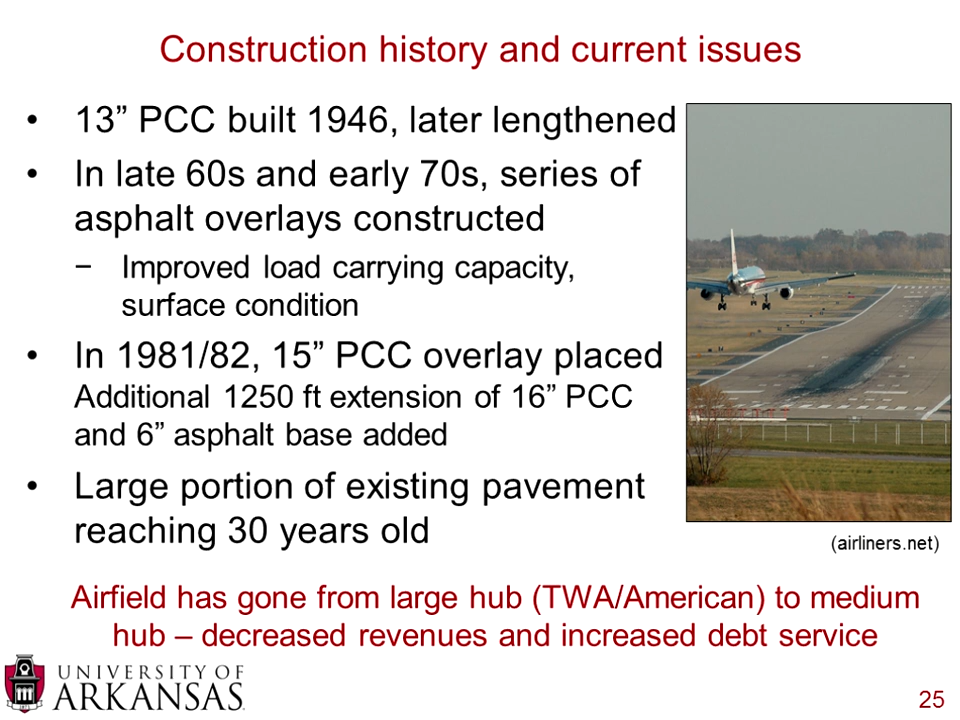 Construction history and current issues
• 13” PCC built 1946, later lengthened
• In late 60s and early 70s, series of
asphalt overlays constructed
− Improved load carrying capacity,
surface condition
• In 1981/82, 15” PCC overlay placed
Additional 1250 ft extension of 16” PCC
and 6” asphalt base added
• Large portion of existing pavement
reaching 30 years old
(airliners.net)
Airfield has gone from large hub (TWA/American) to medium
hub – decreased revenues and increased debt service
UNIVERSITY OF
ARKANSAS
25